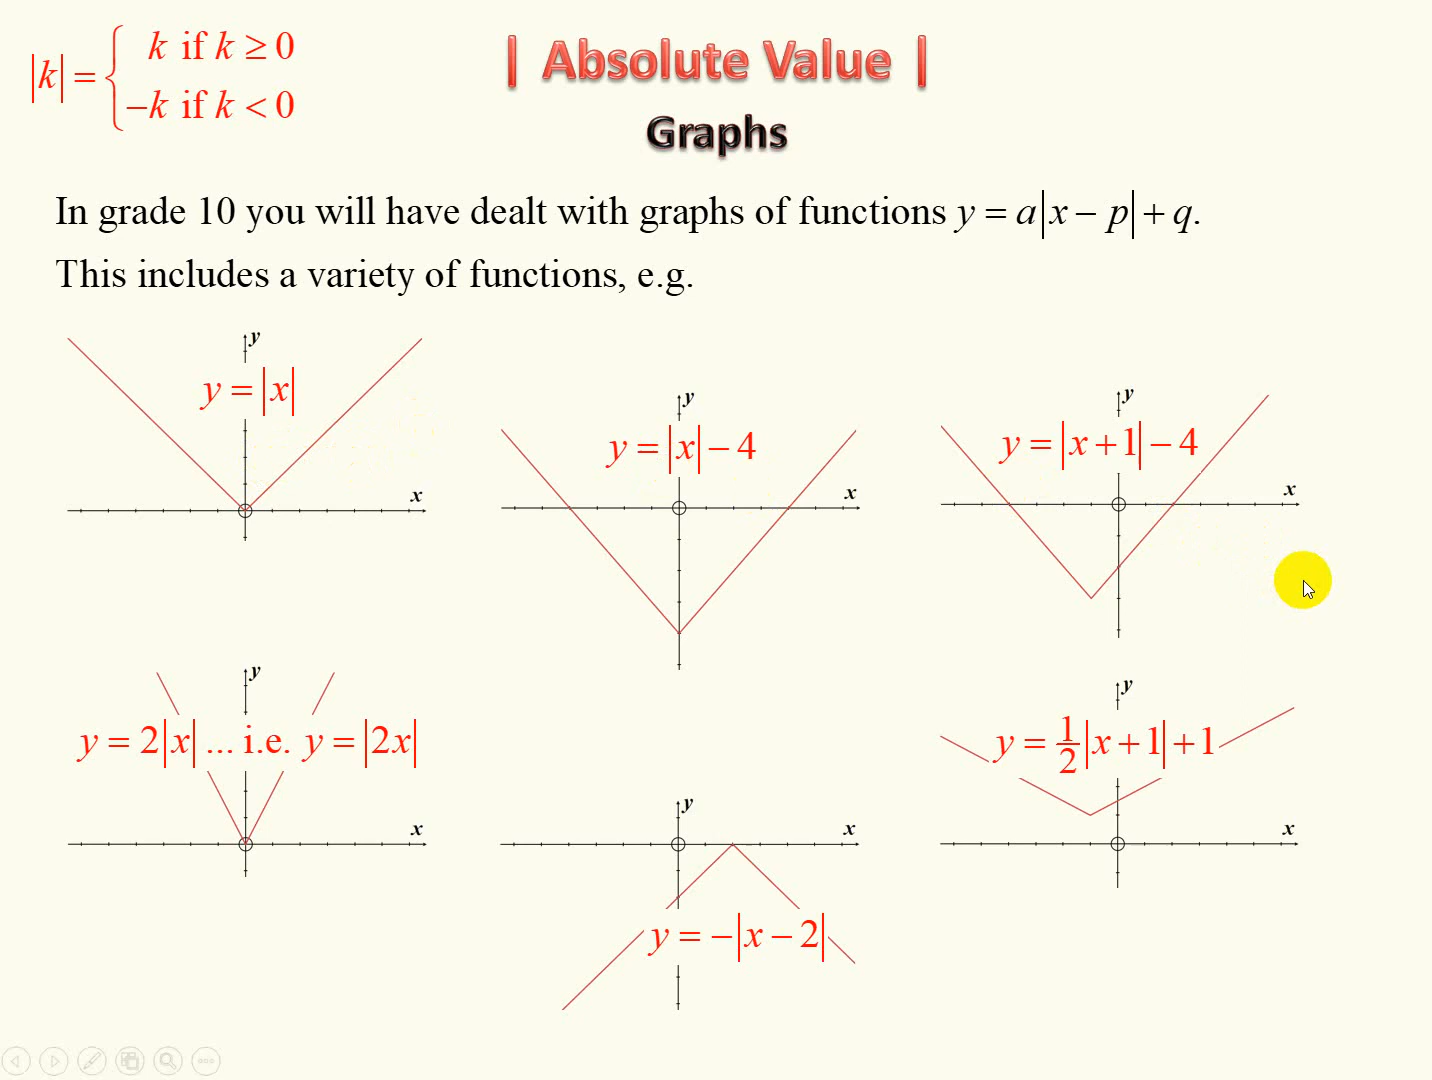 |k| = { k if k ≥ 0
−k if k < 0
| Absolute Value |
Graphs
In grade 10 you will have dealt with graphs of functions y = a|x − p| + q.
This includes a variety of functions, e.g.
y
y = |x|
x
y
y = |x| − 4
x
y
y = |x + 1| − 4
x
y
y = 2|x| ... i.e. y = |2x|
x
y
x
y = −|x − 2|
y
y = 1/2|x + 1| + 1
x